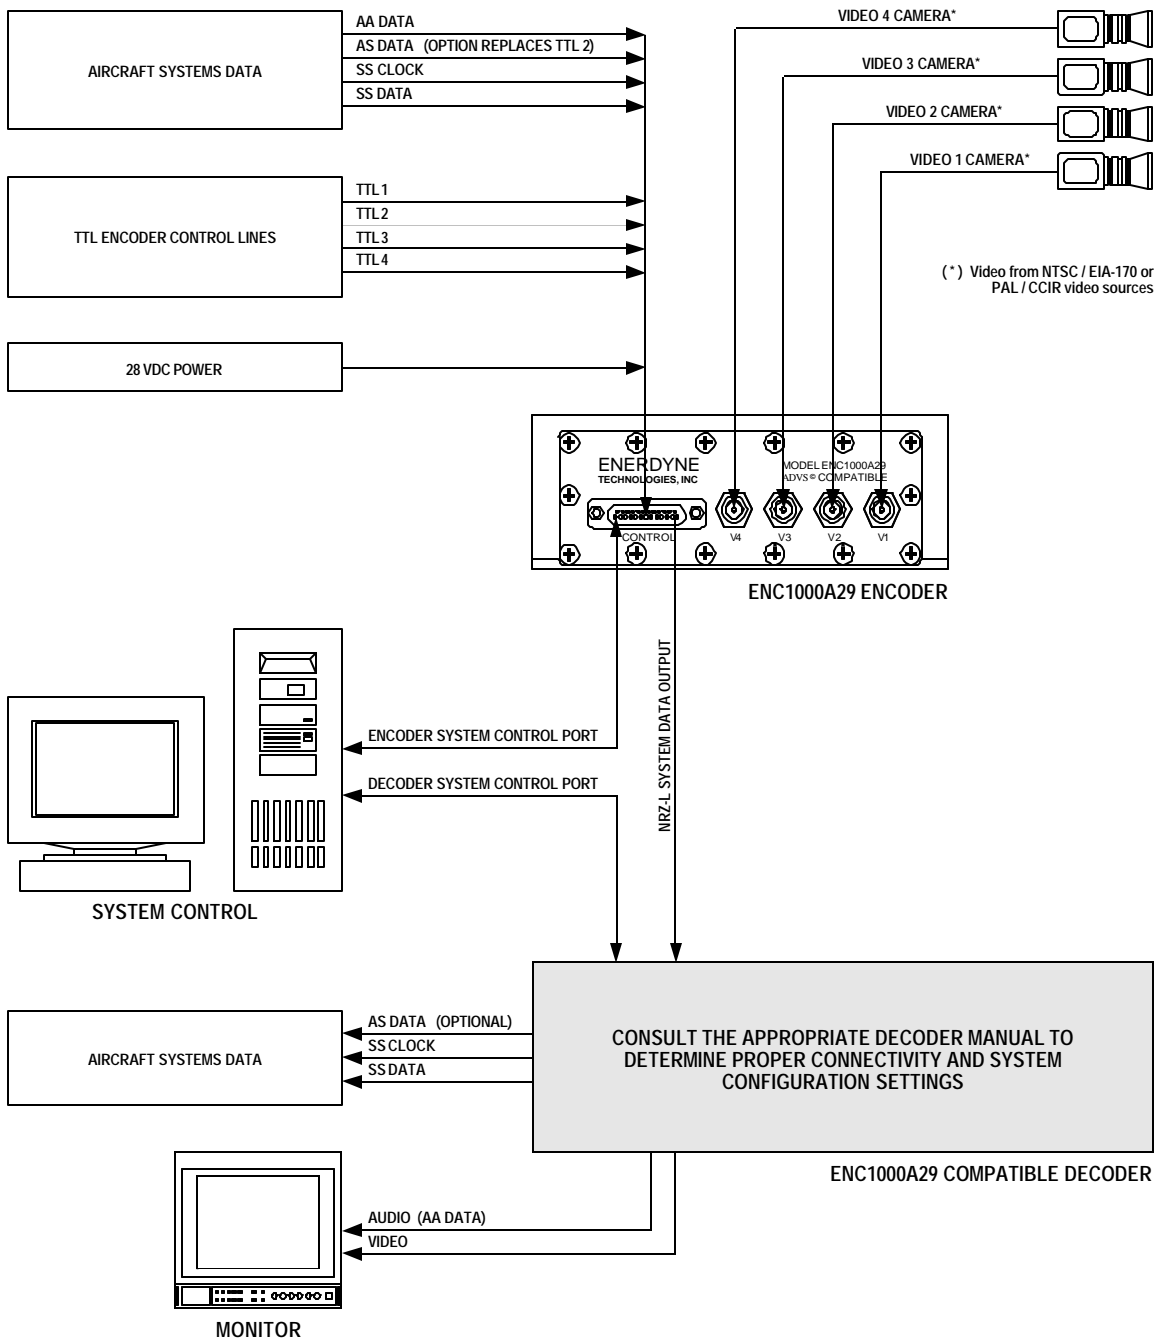 AA DATA
AS DATA (OPTION REPLACES TTL 2)
SS CLOCK
SS DATA
AIRCRAFT SYSTEMS DATA
VIDEO 4 CAMERA*
VIDEO 3 CAMERA*
VIDEO 2 CAMERA*
VIDEO 1 CAMERA*
TTL 1
TTL 2
TTL 3
TTL 4
TTL ENCODER CONTROL LINES
(*) Video from NTSC / EIA-170 or
PAL / CCIR video sources
28 VDC POWER
ENERDYNE
TECHNOLOGIES, INC
MODEL ENC1000A29
ADVS © COMPATIBLE
CONTROL
V4
V3
V2
V1
ENC1000A29 ENCODER
NRZ-L SYSTEM DATA OUTPUT
ENCODER SYSTEM CONTROL PORT
DECODER SYSTEM CONTROL PORT
SYSTEM CONTROL
AS DATA (OPTIONAL)
SS CLOCK
SS DATA
AIRCRAFT SYSTEMS DATA
CONSULT THE APPROPRIATE DECODER MANUAL TO
DETERMINE PROPER CONNECTIVITY AND SYSTEM
CONFIGURATION SETTINGS
ENC1000A29 COMPATIBLE DECODER
AUDIO (AA DATA)
VIDEO
MONITOR